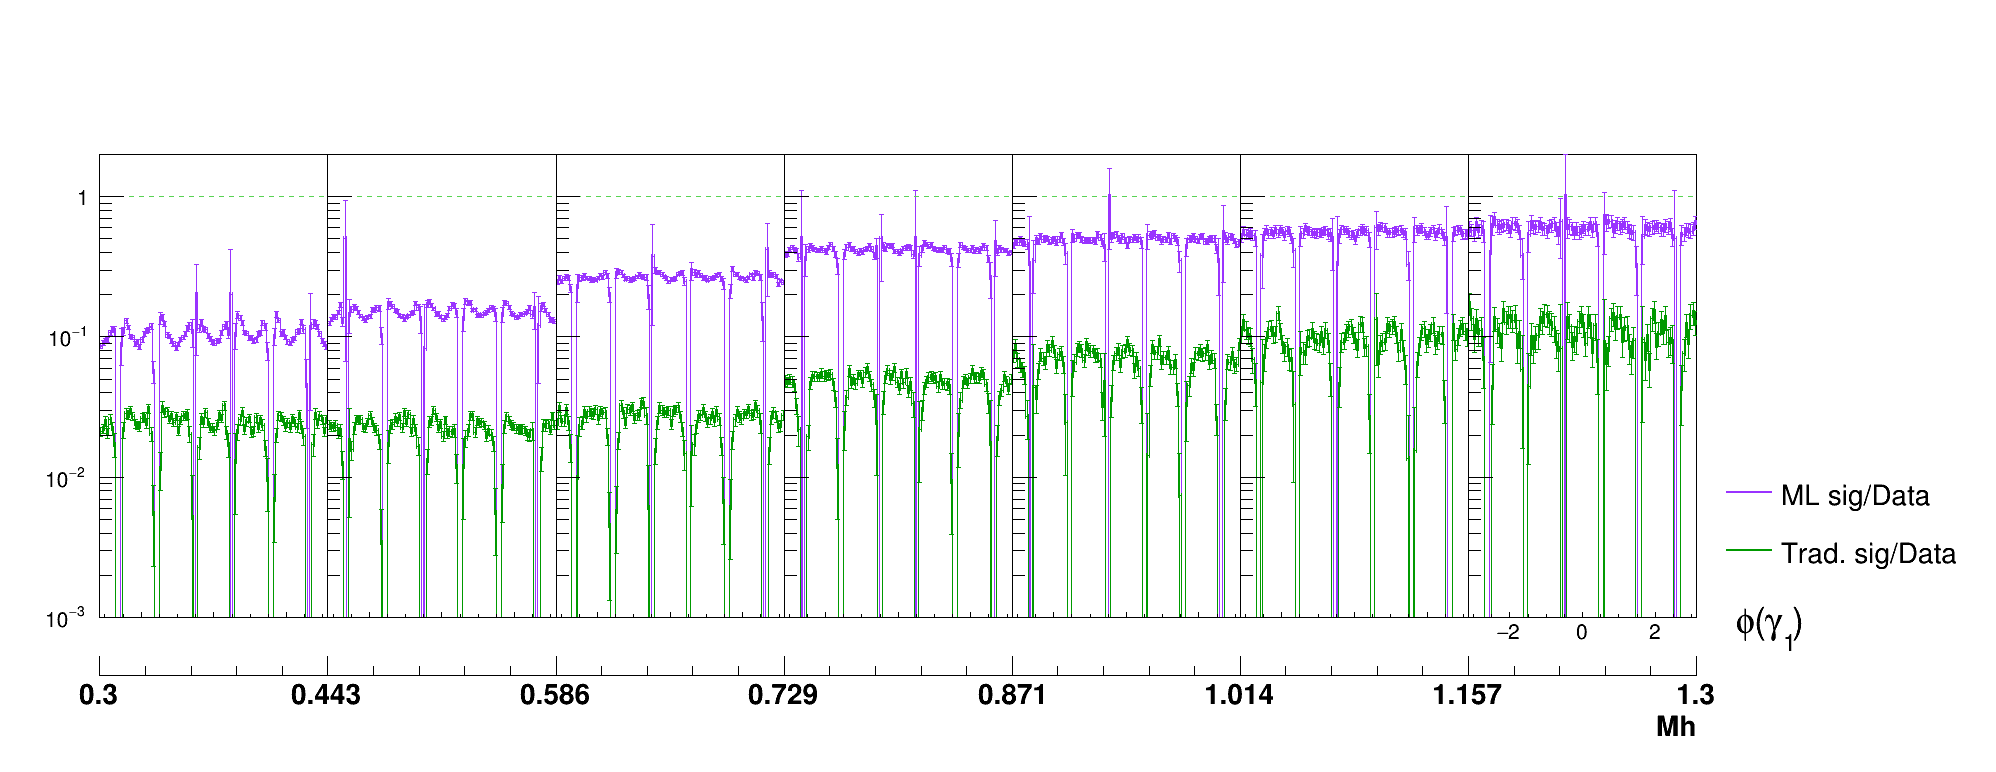 1
10⁻¹
10⁻²
10⁻³
ML sig/Data
Trad. sig/Data
−2 0 2
ϕ(γ₁)
0.3 0.443 0.586 0.729 0.871 1.014 1.157 1.3
Mh